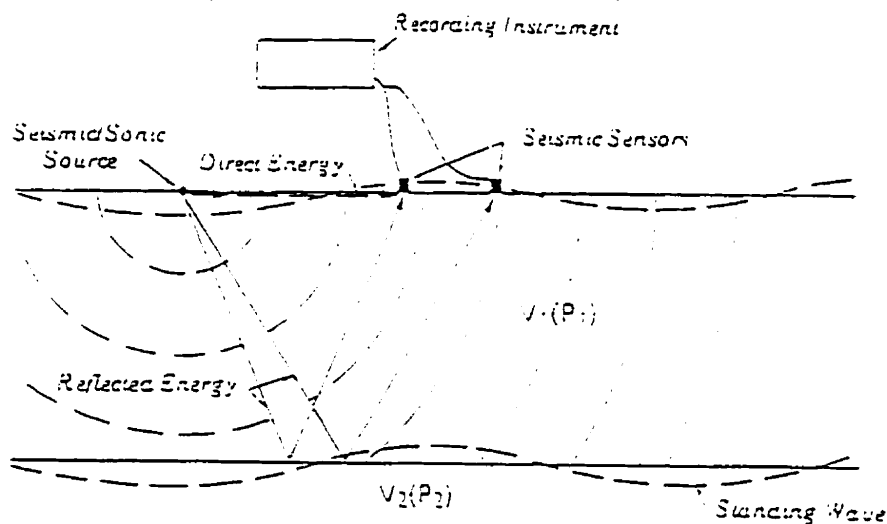 Recording Instrument
Seismic/Sonic
Source
Direct Energy
Seismic Sensors
V₁(P₁)
Reflected Energy
V₂(P₂)
Standing Wave